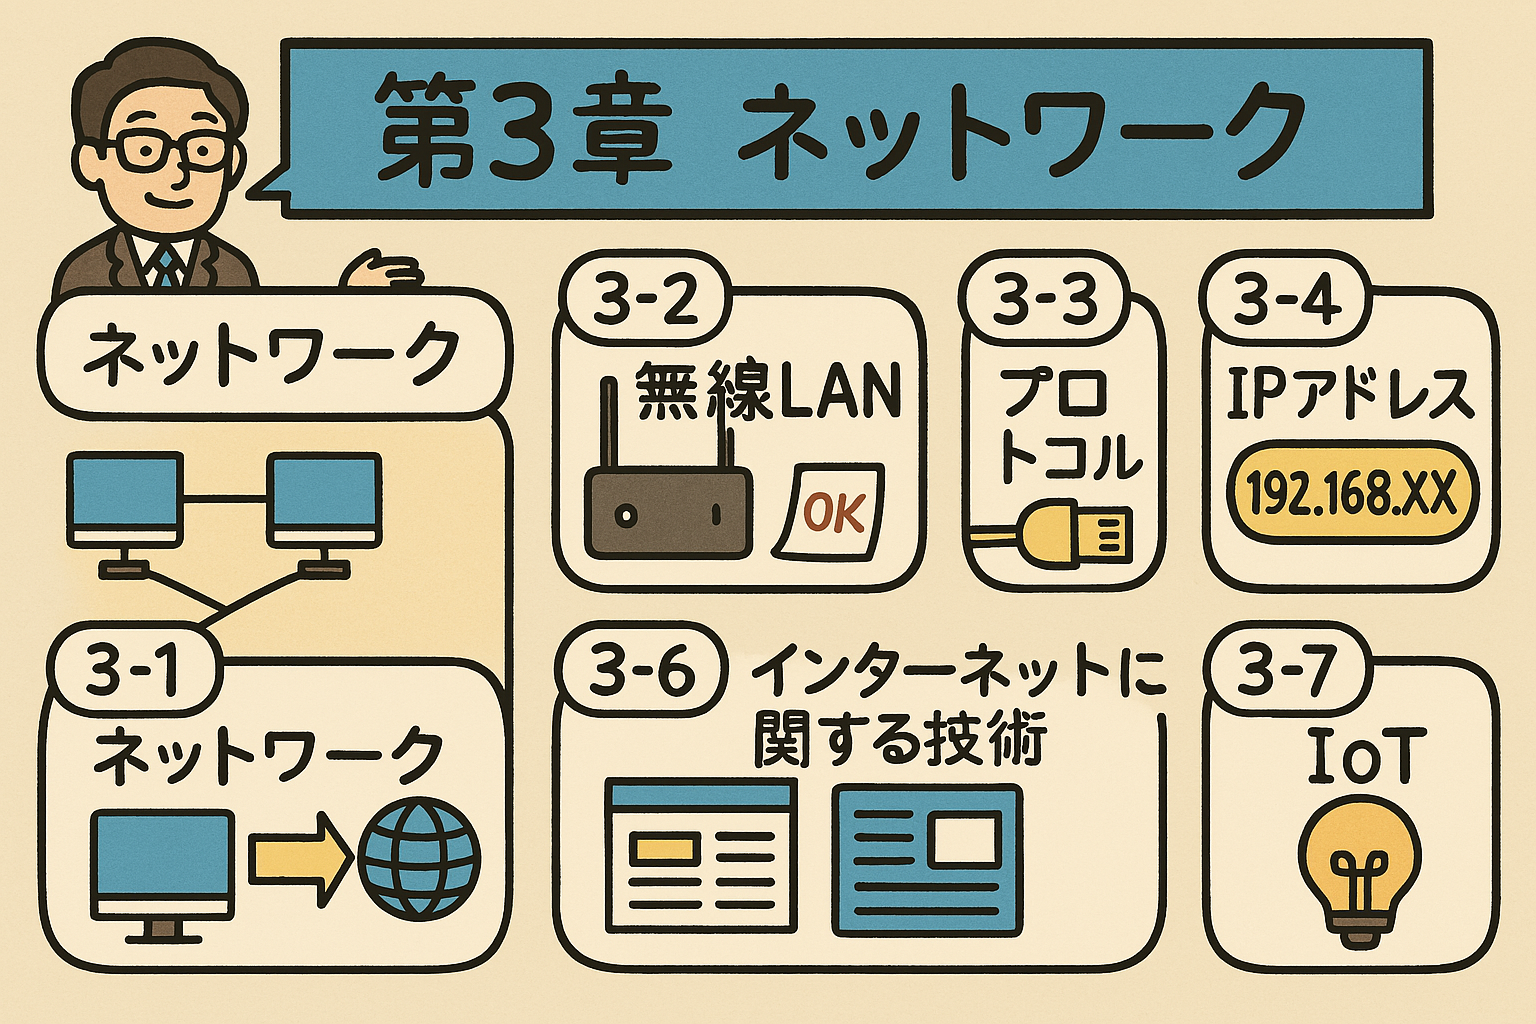 第3章 ネットワーク
ネットワーク
3-1
ネットワーク
3-2
無線LAN
OK
3-3
プロ
トコル
3-4
IPアドレス
192.168.XX
3-6
インターネットに
関する技術
3-7
IoT